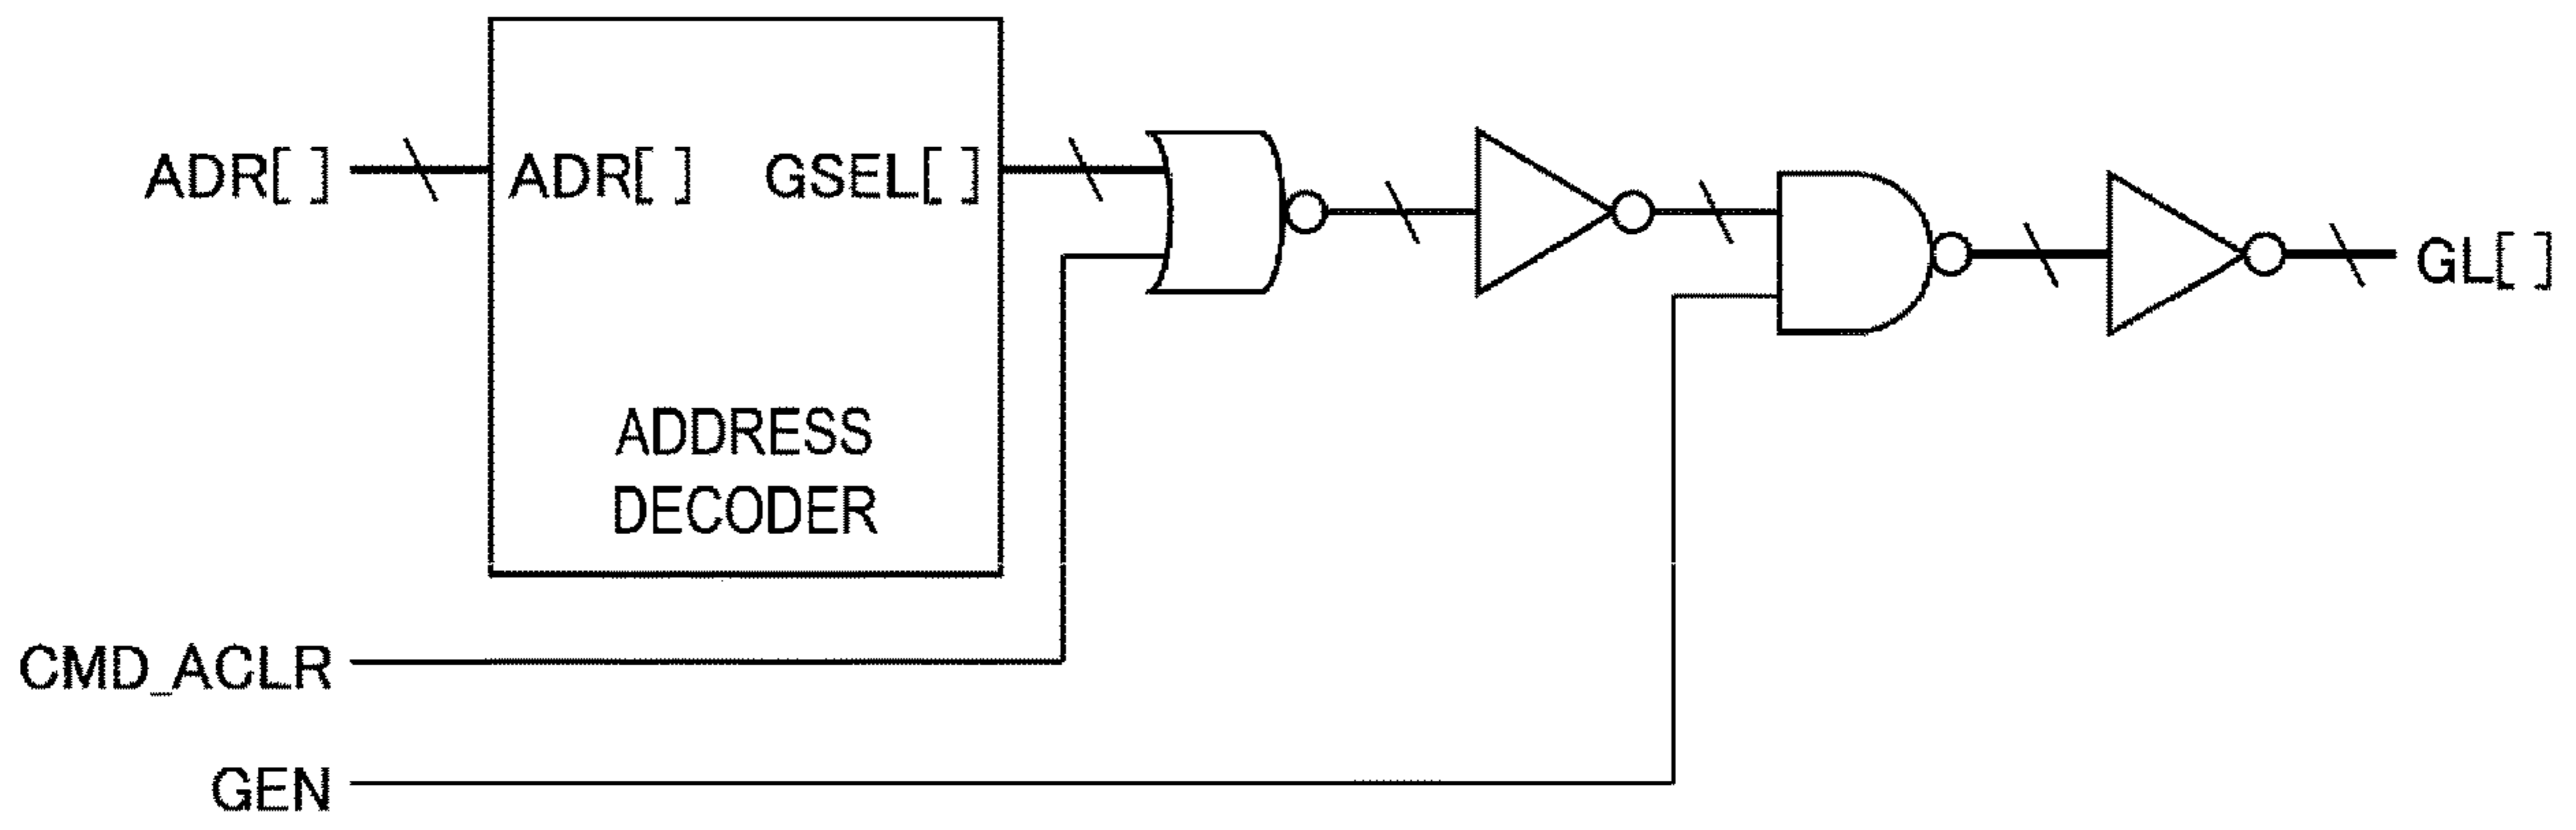 ADR[ ]
ADR[ ]
GSEL[ ]
GL[ ]
ADDRESS
DECODER
CMD_ACLR
GEN